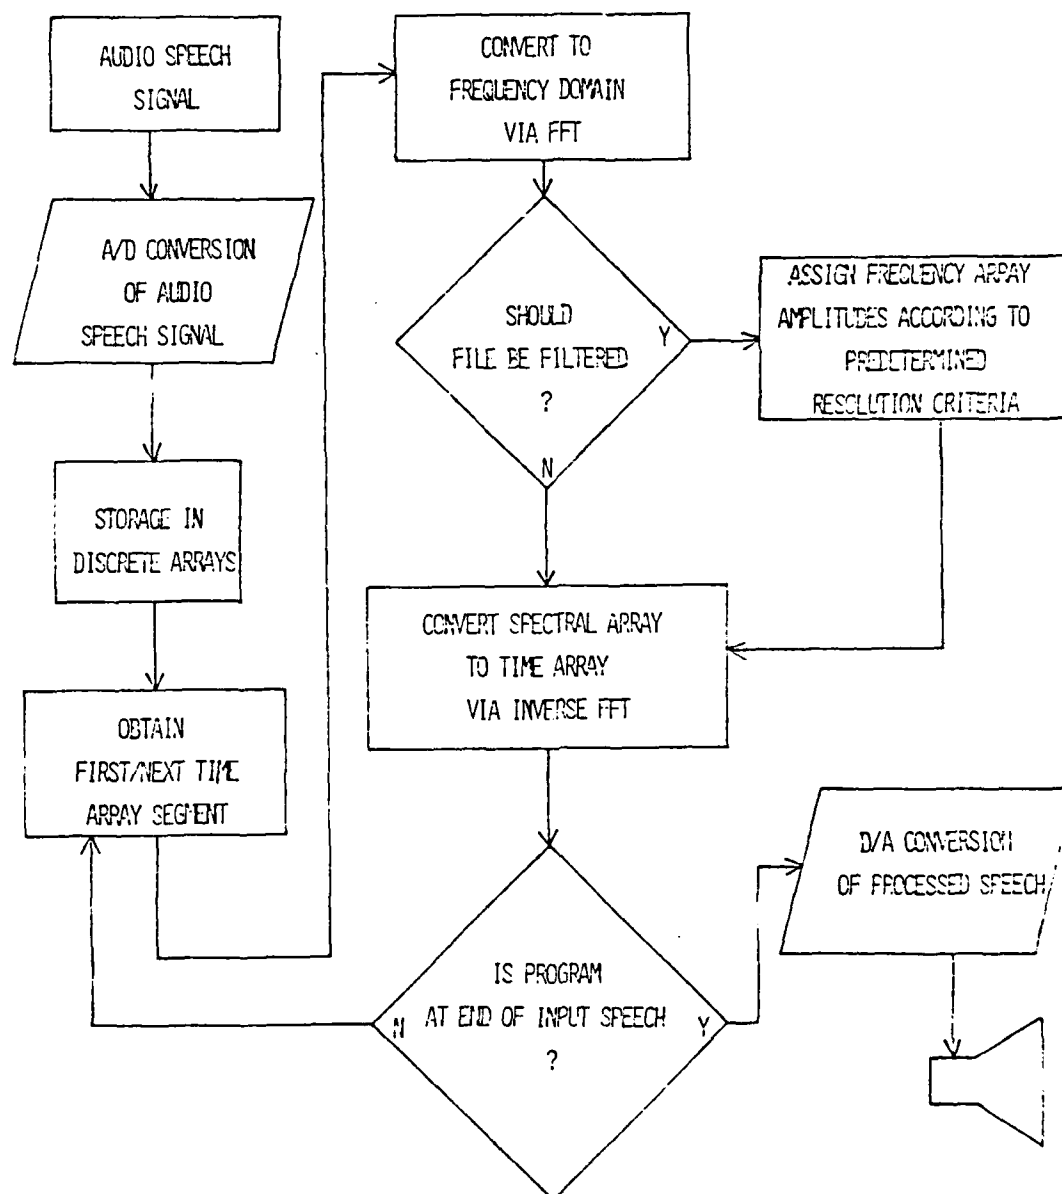 AUDIO SPEECH
SIGNAL
A/D CONVERSION
OF AUDIO
SPEECH SIGNAL
STORAGE IN
DISCRETE ARRAYS
OBTAIN
FIRST/NEXT TIME
ARRAY SEGMENT
CONVERT TO
FREQUENCY DOMAIN
VIA FFT
SHOULD
FILE BE FILTERED
?
Y
N
ASSIGN FREQUENCY ARRAY
AMPLITUDES ACCORDING TO
PREDETERMINED
RESOLUTION CRITERIA
CONVERT SPECTRAL ARRAY
TO TIME ARRAY
VIA INVERSE FFT
IS PROGRAM
AT END OF INPUT SPEECH
?
N
Y
D/A CONVERSION
OF PROCESSED SPEECH